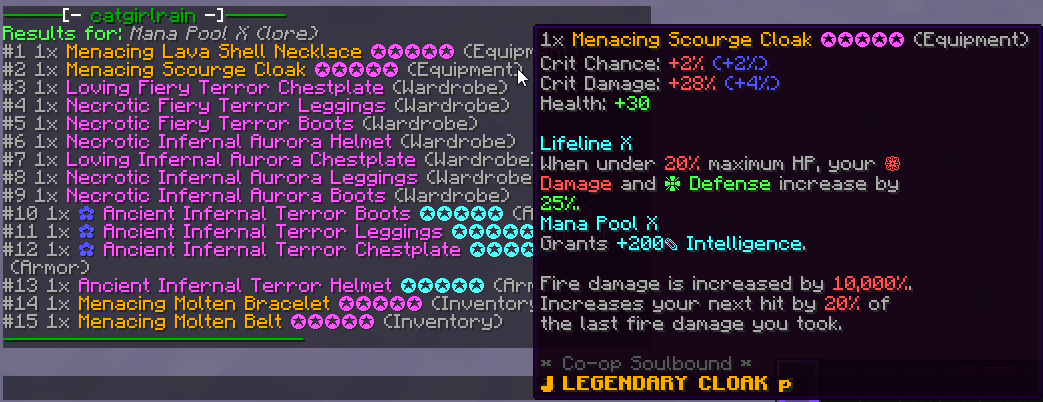 [- catgirlrain -]
Results for: Mana Pool X (lore)
#1 1x Menacing Lava Shell Necklace ✪✪✪✪✪ (Equipm
#2 1x Menacing Scourge Cloak ✪✪✪✪✪ (Equipment)
#3 1x Loving Fiery Terror Chestplate (Wardrobe)
#4 1x Necrotic Fiery Terror Leggings (Wardrobe)
#5 1x Necrotic Fiery Terror Boots (Wardrobe)
#6 1x Necrotic Infernal Aurora Helmet (Wardrobe)
#7 1x Loving Infernal Aurora Chestplate (Wardrobe
#8 1x Necrotic Infernal Aurora Leggings (Wardrobe
#9 1x Necrotic Infernal Aurora Boots (Wardrobe)
#10 1x ✿ Ancient Infernal Terror Boots ✪✪✪✪✪ (A
#11 1x ✿ Ancient Infernal Terror Leggings ✪✪✪✪✪
#12 1x ✿ Ancient Infernal Terror Chestplate ✪✪✪✪
(Armor)
#13 1x Ancient Infernal Terror Helmet ✪✪✪✪✪ (Arm
#14 1x Menacing Molten Bracelet ✪✪✪✪✪ (Inventory
#15 1x Menacing Molten Belt ✪✪✪✪✪ (Inventory)
1x Menacing Scourge Cloak ✪✪✪✪✪ (Equipment)
Crit Chance: +2% (+2%)
Crit Damage: +28% (+4%)
Health: +30
Lifeline X
When under 20% maximum HP, your ❁
Damage and ❈ Defense increase by
25%.
Mana Pool X
Grants +200✎ Intelligence.
Fire damage is increased by 10,000%.
Increases your next hit by 20% of
the last fire damage you took.
* Co-op Soulbound *
J LEGENDARY CLOAK p